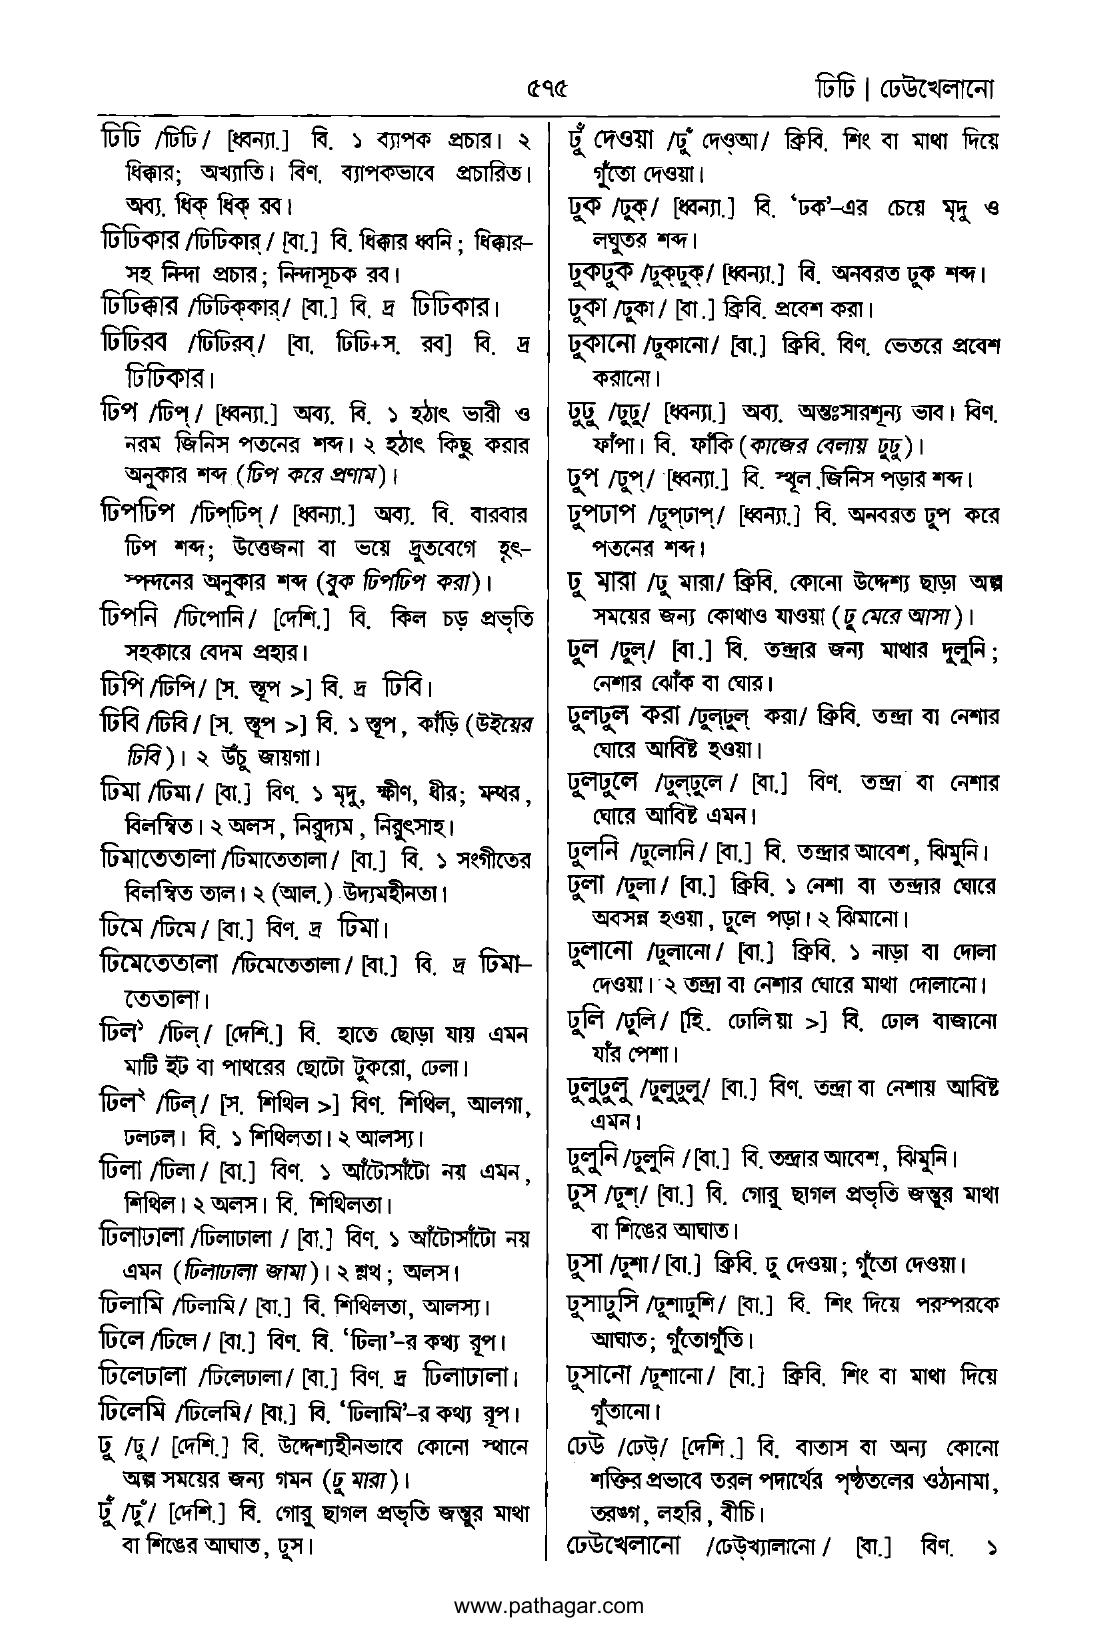 ৫৭৫
ঢিঢি | ঢেউখেলানো
ঢিঢি /ঢিঢি/ [ধ্বন্যা.] বি. ১ ব্যাপক প্রচার। ২
ধিক্কার; অখ্যাতি। বিণ. ব্যাপকভাবে প্রচারিত।
অব্য. ধিক্ ধিক্ রব।
ঢিঢিকার /ঢিঢিকার্/ [বা.] বি. ধিক্কার ধ্বনি; ধিক্কার-
সহ নিন্দা প্রচার; নিন্দাসূচক রব।
ঢিঢিক্কার /ঢিঢিক্‌কার্/ [বা.] বি. দ্র ঢিঢিকার।
ঢিঢিরব /ঢিঢিরব্/ [বা. ঢিঢি+স. রব] বি. দ্র
ঢিঢিকার।
ঢিপ /ঢিপ্/ [ধ্বন্যা.] অব্য. বি. ১ হঠাৎ ভারী ও
নরম জিনিস পতনের শব্দ। ২ হঠাৎ কিছু করার
অনুকার শব্দ (ঢিপ করে প্রণাম)।
ঢিপঢিপ /ঢিপ্‌ঢিপ্/ [ধ্বন্যা.] অব্য. বি. বারবার
ঢিপ শব্দ; উত্তেজনা বা ভয়ে দ্রুতবেগে হৃৎ-
স্পন্দনের অনুকার শব্দ (বুক ঢিপঢিপ করা)।
ঢিপনি /ঢিপোনি/ [দেশি.] বি. কিল চড় প্রভৃতি
সহকারে বেদম প্রহার।
ঢিপি /ঢিপি/ [স. স্তূপ >] বি. দ্র ঢিবি।
ঢিবি /ঢিবি/ [স. স্তূপ >] বি. ১ স্তূপ, কাঁড়ি (উইয়ের
ঢিবি)। ২ উঁচু জায়গা।
ঢিমা /ঢিমা/ [বা.] বিণ. ১ মৃদু, ক্ষীণ, ধীর; মন্থর,
বিলম্বিত। ২ অলস, নিরুদ্যম, নিরুৎসাহ।
ঢিমাতেতালা /ঢিমাতেতালা/ [বা.] বি. ১ সংগীতের
বিলম্বিত তাল। ২ (আল.) উদ্যমহীনতা।
ঢিমে /ঢিমে/ [বা.] বিণ. দ্র ঢিমা।
ঢিমেতেতালা /ঢিমেতেতালা/ [বা.] বি. দ্র ঢিমা-
তেতালা।
ঢিল১ /ঢিল্/ [দেশি.] বি. হাতে ছোড়া যায় এমন
মাটি ইট বা পাথরের ছোটো টুকরো, ঢেলা।
ঢিল২ /ঢিল্/ [স. শিথিল >] বিণ. শিথিল, আলগা,
ঢলঢল। বি. ১ শিথিলতা। ২ আলস্য।
ঢিলা /ঢিলা/ [বা.] বিণ. ১ আঁটোসাঁটো নয় এমন,
শিথিল। ২ অলস। বি. শিথিলতা।
ঢিলাঢালা /ঢিলাঢালা/ [বা.] বিণ. ১ আঁটোসাঁটো নয়
এমন (ঢিলাঢালা জামা)। ২ শ্লথ; অলস।
ঢিলামি /ঢিলামি/ [বা.] বি. শিথিলতা, আলস্য।
ঢিলে /ঢিলে/ [বা.] বিণ. বি. ‘ঢিলা’-র কথ্য রূপ।
ঢিলেঢালা /ঢিলেঢালা/ [বা.] বিণ. দ্র ঢিলাঢালা।
ঢিলেমি /ঢিলেমি/ [বা.] বি. ‘ঢিলামি’-র কথ্য রূপ।
ঢু /ঢু/ [দেশি.] বি. উদ্দেশ্যহীনভাবে কোনো স্থানে
অল্প সময়ের জন্য গমন (ঢু মারা)।
ঢুঁ /ঢুঁ/ [দেশি.] বি. গোরু ছাগল প্রভৃতি জন্তুর মাথা
বা শিঙের আঘাত, ঢুস।
ঢুঁ দেওয়া /ঢুঁ দেও্আ/ ক্রিবি. শিং বা মাথা দিয়ে
গুঁতো দেওয়া।
ঢুক /ঢুক্/ [ধ্বন্যা.] বি. ‘ঢক’-এর চেয়ে মৃদু ও
লঘুতর শব্দ।
ঢুকঢুক /ঢুক্‌ঢুক্/ [ধ্বন্যা.] বি. অনবরত ঢুক শব্দ।
ঢুকা /ঢুকা/ [বা.] ক্রিবি. প্রবেশ করা।
ঢুকানো /ঢুকানো/ [বা.] ক্রিবি. বিণ. ভেতরে প্রবেশ
করানো।
ঢুঢু /ঢুঢু/ [ধ্বন্যা.] অব্য. অন্তঃসারশূন্য ভাব। বিণ.
ফাঁপা। বি. ফাঁকি (কাজের বেলায় ঢুঢু)।
ঢুপ /ঢুপ্/ [ধ্বন্যা.] বি. স্থূল জিনিস পড়ার শব্দ।
ঢুপঢাপ /ঢুপ্‌ঢাপ্/ [ধ্বন্যা.] বি. অনবরত ঢুপ করে
পতনের শব্দ।
ঢু মারা /ঢু মারা/ ক্রিবি. কোনো উদ্দেশ্য ছাড়া অল্প
সময়ের জন্য কোথাও যাওয়া (ঢু মেরে আসা)।
ঢুল /ঢুল্/ [বা.] বি. তন্দ্রার জন্য মাথার দুলুনি;
নেশার ঝোঁক বা ঘোর।
ঢুলঢুল করা /ঢুল্‌ঢুল্ করা/ ক্রিবি. তন্দ্রা বা নেশার
ঘোরে আবিষ্ট হওয়া।
ঢুলঢুলে /ঢুল্‌ঢুলে/ [বা.] বিণ. তন্দ্রা বা নেশার
ঘোরে আবিষ্ট এমন।
ঢুলনি /ঢুলোনি/ [বা.] বি. তন্দ্রার আবেশ, ঝিমুনি।
ঢুলা /ঢুলা/ [বা.] ক্রিবি. ১ নেশা বা তন্দ্রার ঘোরে
অবসন্ন হওয়া, ঢুলে পড়া। ২ ঝিমানো।
ঢুলানো /ঢুলানো/ [বা.] ক্রিবি. ১ নাড়া বা দোলা
দেওয়া। ২ তন্দ্রা বা নেশার ঘোরে মাথা দোলানো।
ঢুলি /ঢুলি/ [হি. ঢোলিয়া >] বি. ঢোল বাজানো
যাঁর পেশা।
ঢুলুঢুলু /ঢুলুঢুলু/ [বা.] বিণ. তন্দ্রা বা নেশায় আবিষ্ট
এমন।
ঢুলুনি /ঢুলুনি/ [বা.] বি. তন্দ্রার আবেশ, ঝিমুনি।
ঢুস /ঢুশ্/ [বা.] বি. গোরু ছাগল প্রভৃতি জন্তুর মাথা
বা শিঙের আঘাত।
ঢুসা /ঢুশা/ [বা.] ক্রিবি. ঢু দেওয়া; গুঁতো দেওয়া।
ঢুসাঢুসি /ঢুশাঢুশি/ [বা.] বি. শিং দিয়ে পরস্পরকে
আঘাত; গুঁতোগুঁতি।
ঢুসানো /ঢুশানো/ [বা.] ক্রিবি. শিং বা মাথা দিয়ে
গুঁতানো।
ঢেউ /ঢেউ্/ [দেশি.] বি. বাতাস বা অন্য কোনো
শক্তির প্রভাবে তরল পদার্থের পৃষ্ঠতলের ওঠানামা,
তরঙ্গ, লহরি, বীচি।
ঢেউখেলানো /ঢেউ্‌খ্যালানো/ [বা.] বিণ. ১
www.pathagar.com